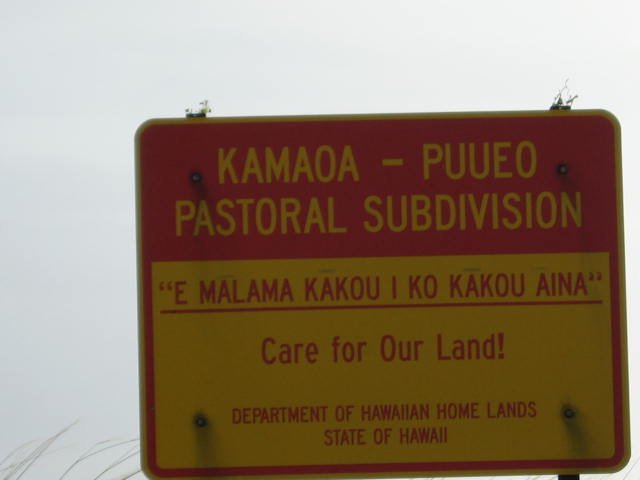 KAMAOA - PUUEO
PASTORAL SUBDIVISION
"E MALAMA KAKOU I KO KAKOU AINA"
Care for Our Land!
DEPARTMENT OF HAWAIIAN HOME LANDS
STATE OF HAWAII